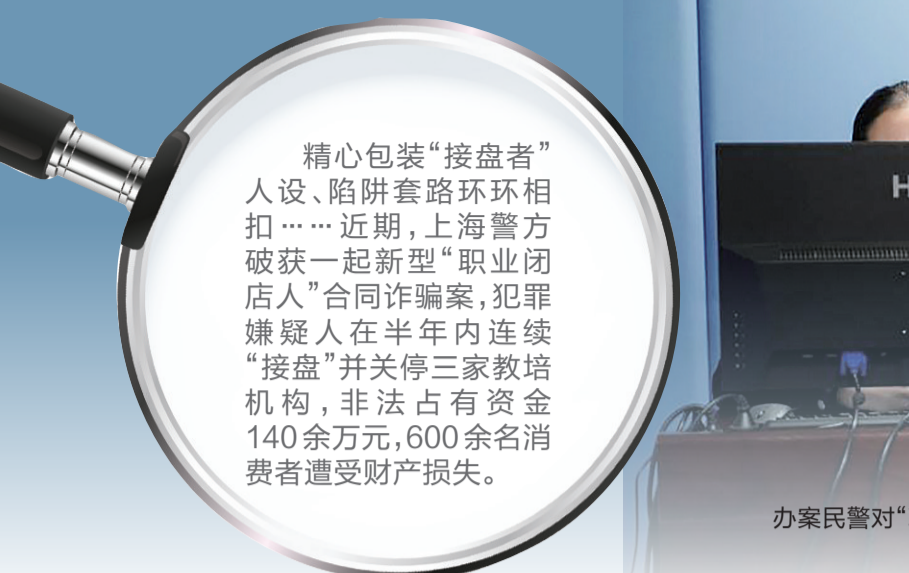 精心包装“接盘者”
人设、陷阱套路环环相
扣……近期,上海警方
破获一起新型“职业闭
店人”合同诈骗案,犯罪
嫌疑人在半年内连续
“接盘”并关停三家教培
机构,非法占有资金
140余万元,600余名消
费者遭受财产损失。
H
办案民警对“